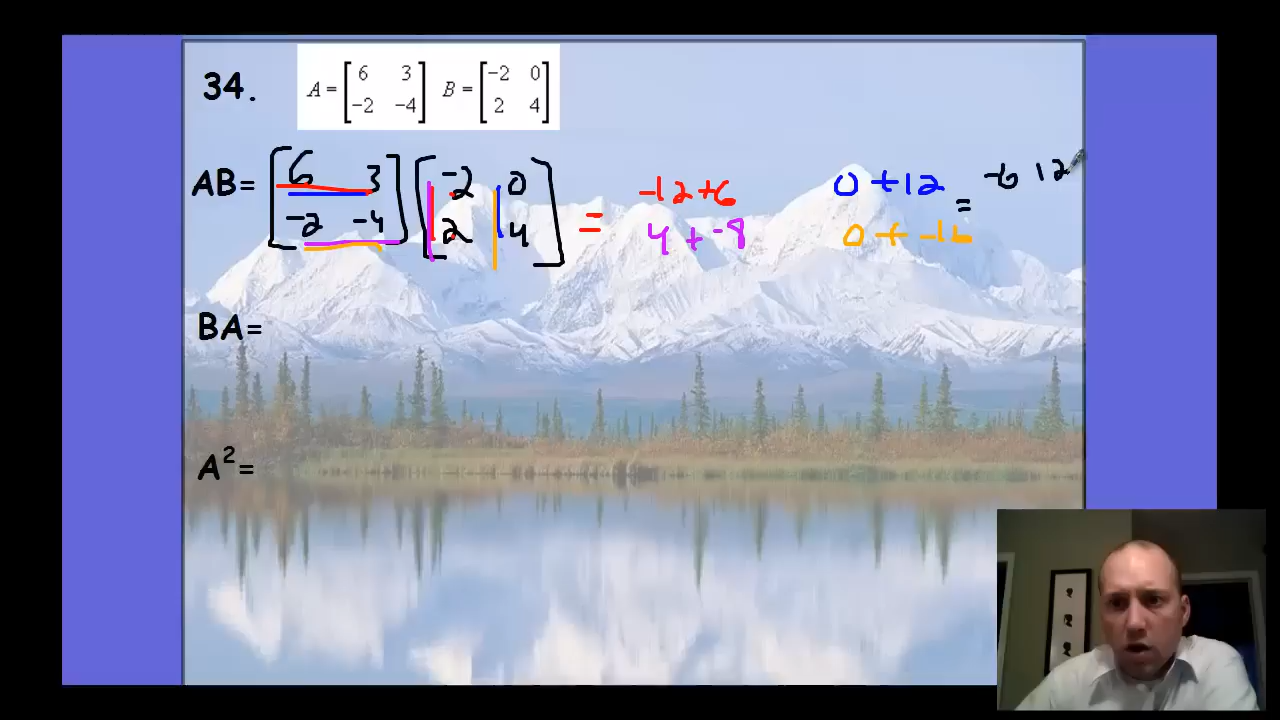 34. A = [6 3 -2 -4] B = [-2 0 2 4]
AB= [6 3 -2 -4] [-2 0 2 4] = -12+6 0+12 = -6 12
4+-8 0+-16
BA=
A²=